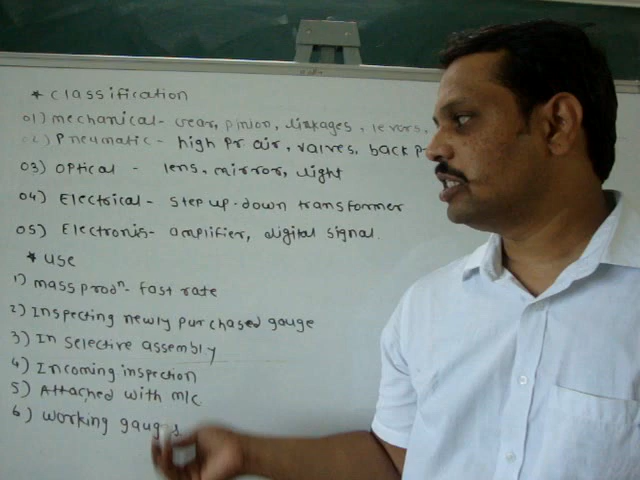 * Classification
01) mechanical - Gear, pinion, linkages, levers,
02) Pneumatic - high Pr air, valves, back P
03) Optical - lens, mirror, light
04) Electrical - step up-down transformer
05) Electronis - amplifier, digital signal.
* Use
1) mass prodn - fast rate
2) Inspecting newly purchased gauge
3) In selective assembly
4) Incoming inspection
5) Attached with m/c
6) Working gauges